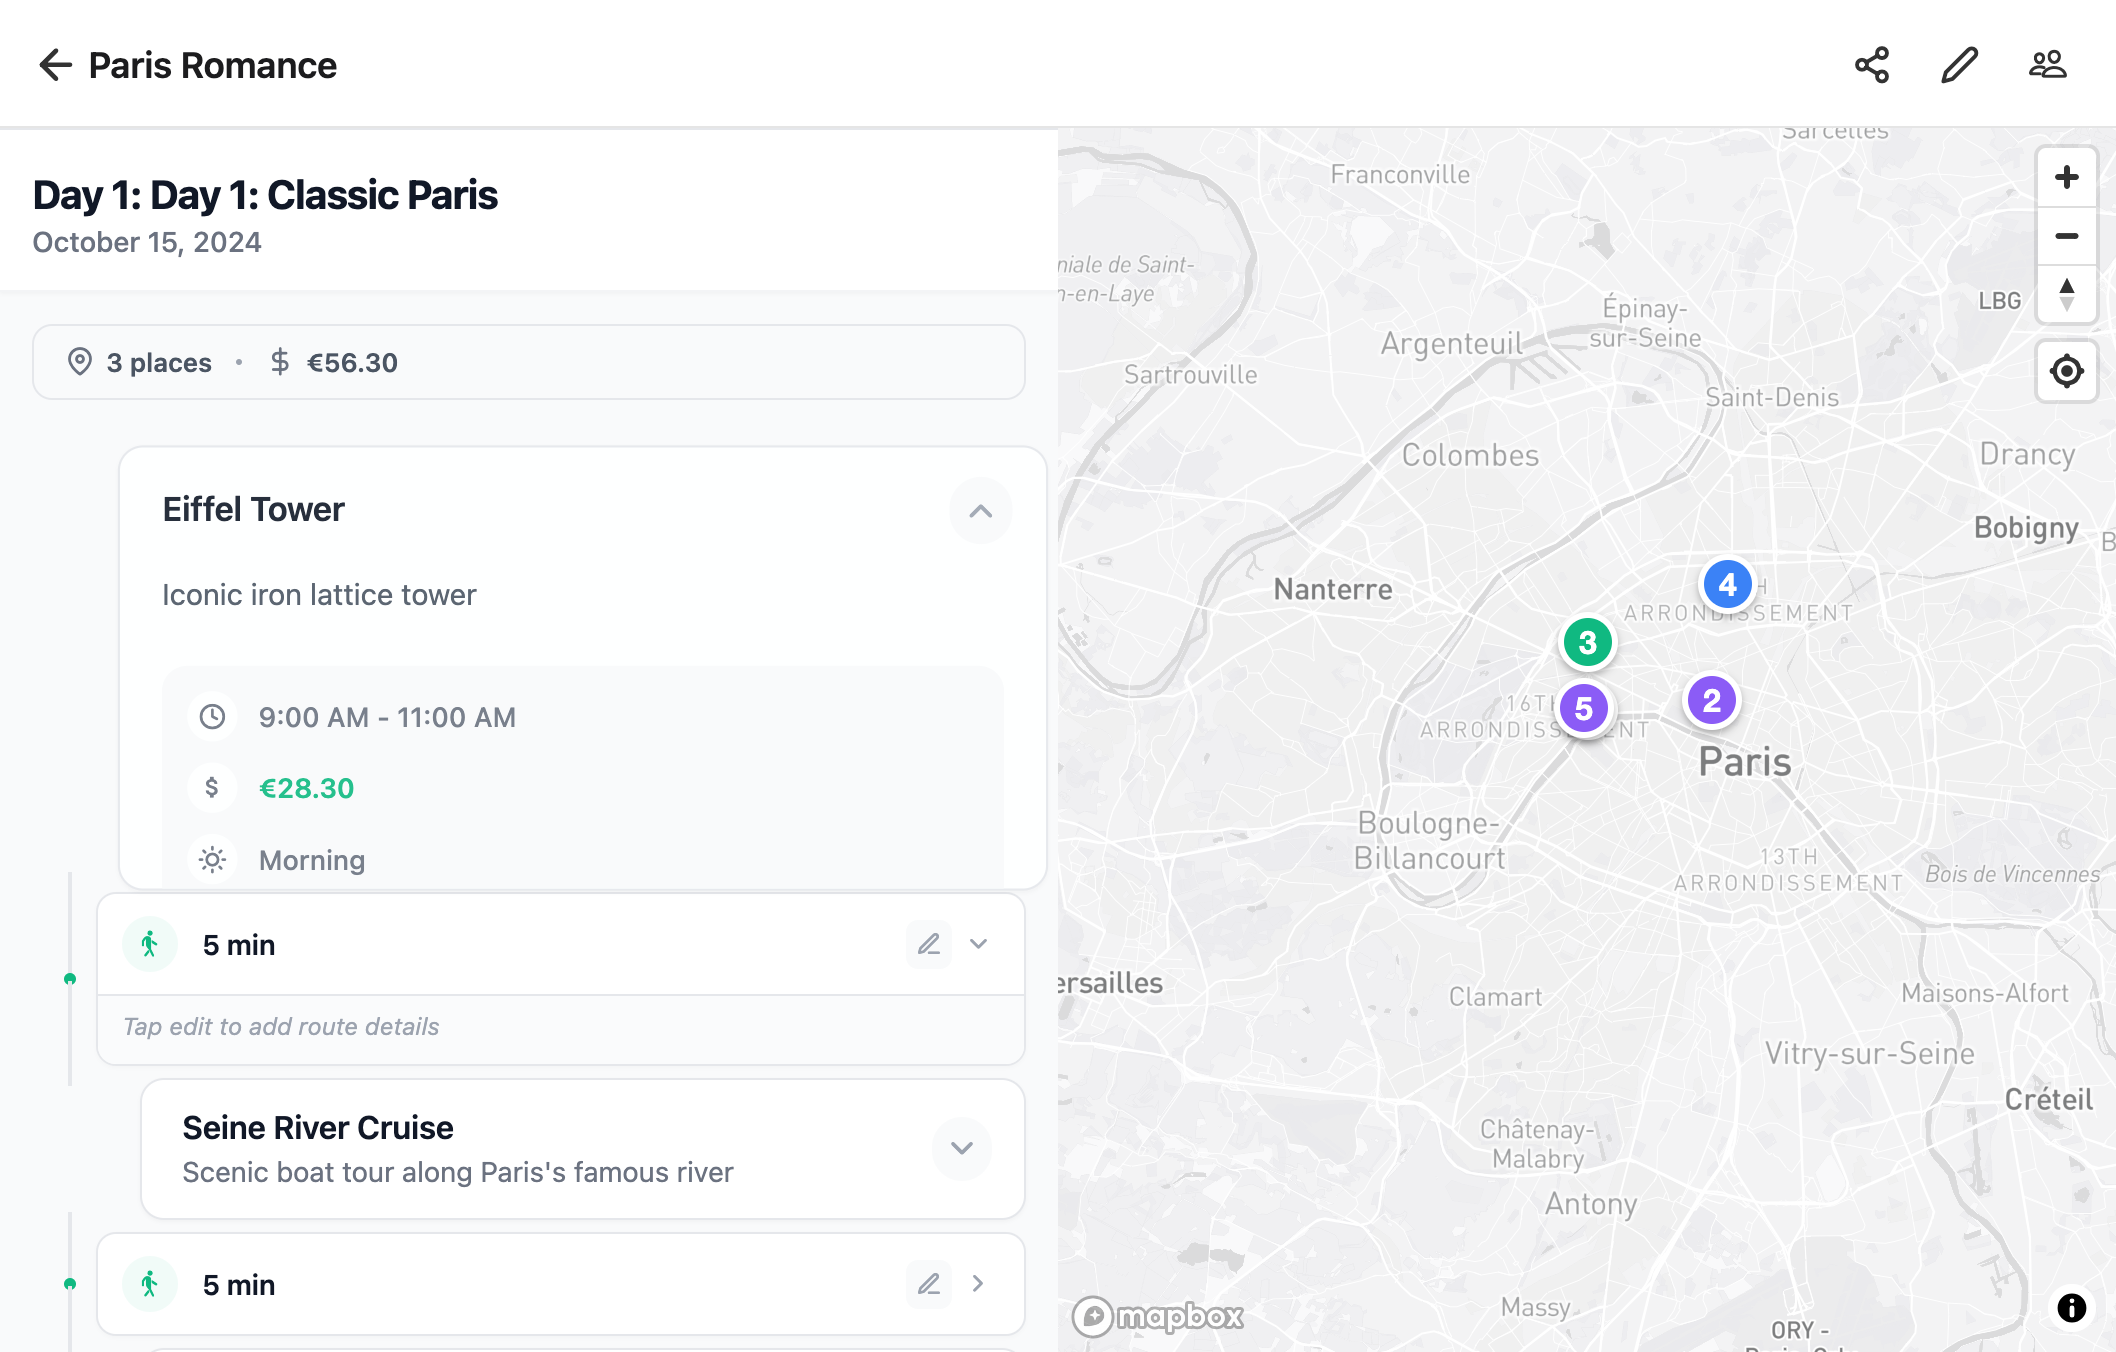 Paris Romance
Day 1: Day 1: Classic Paris
October 15, 2024
3 places • $ €56.30
Eiffel Tower
Iconic iron lattice tower
9:00 AM - 11:00 AM
$ €28.30
Morning
5 min
Tap edit to add route details
Seine River Cruise
Scenic boat tour along Paris's famous river
5 min
Sarcelles
Franconville
niale de Saint-
n-en-Laye
LBG
Épinay-
sur-Seine
Argenteuil
Sartrouville
Saint-Denis
Colombes
Drancy
Bobigny
B
4
Nanterre
H
ARRONDISSEMENT
3
16TH
5
2
ARRONDISSEMENT
Paris
Boulogne-
Billancourt
13TH
ARRONDISSEMENT
Bois de Vincennes
ersailles
Clamart
Maisons-Alfort
Vitry-sur-Seine
Créteil
Châtenay-
Malabry
Antony
Massy
ORY -
mapbox